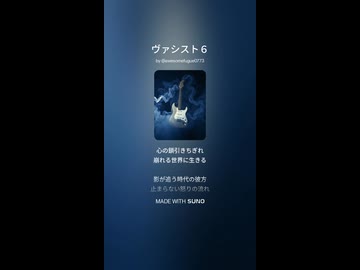 ヴァシスト６
by @awesomefugue0773
心の鎖引きちぎれ
崩れる世界に生きる
影が追う時代の彼方
止まらない怒りの流れ
MADE WITH SUNO